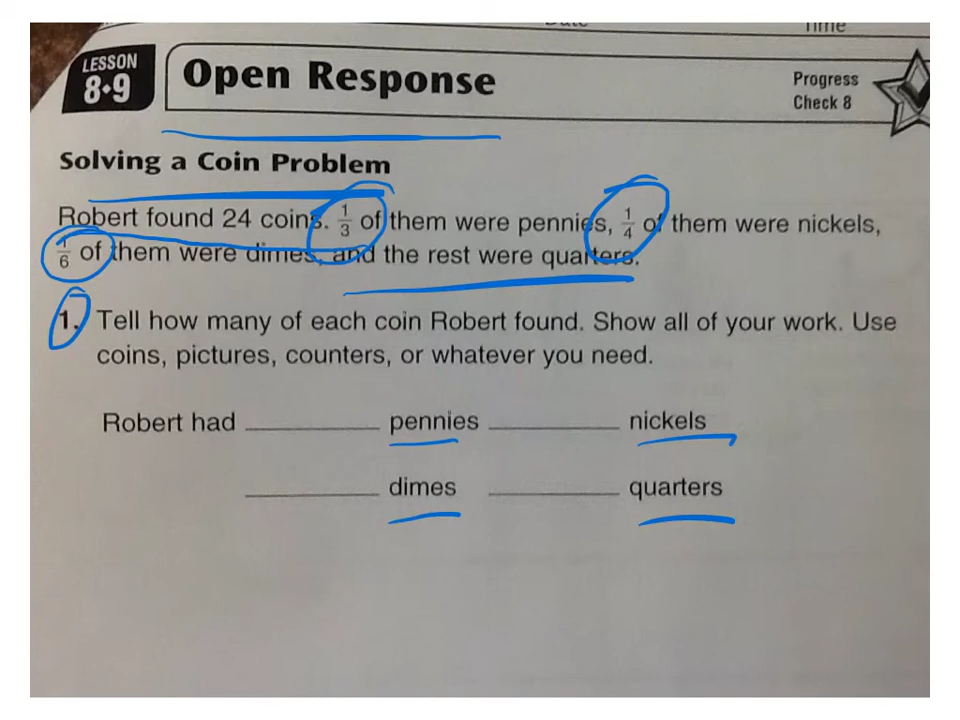 Date Time
LESSON
8•9
Open Response
Progress
Check 8
Solving a Coin Problem
Robert found 24 coins. 1/3 of them were pennies, 1/4 of them were nickels,
1/6 of them were dimes, and the rest were quarters.
1. Tell how many of each coin Robert found. Show all of your work. Use
coins, pictures, counters, or whatever you need.
Robert had ________ pennies ________ nickels
________ dimes ________ quarters